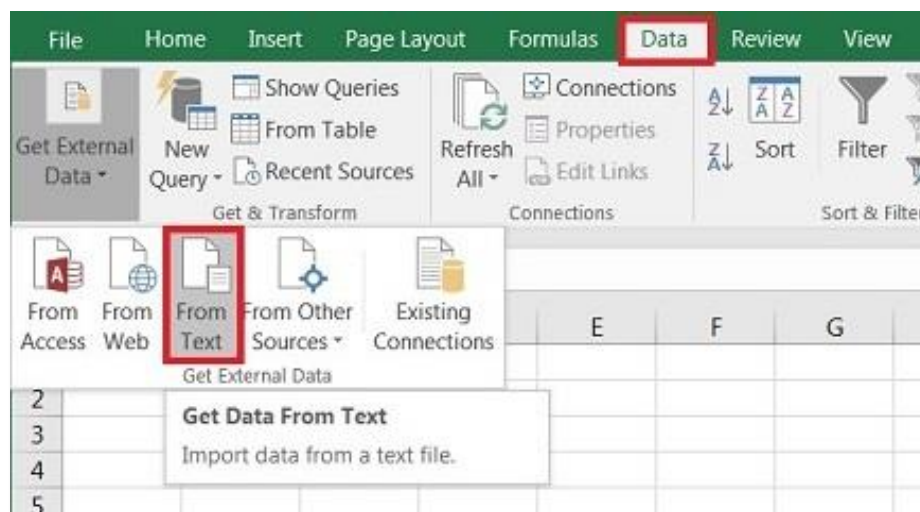 File Home Insert Page Layout Formulas Data Review View
Get External Data
New Query
Show Queries
From Table
Recent Sources
Get & Transform
Refresh All
Connections
Properties
Edit Links
Connections
Sort
Filter
Sort & Filter
From Access
From Web
From Text
From Other Sources
Existing Connections
Get External Data
E F G
2
3
4
5
Get Data From Text
Import data from a text file.